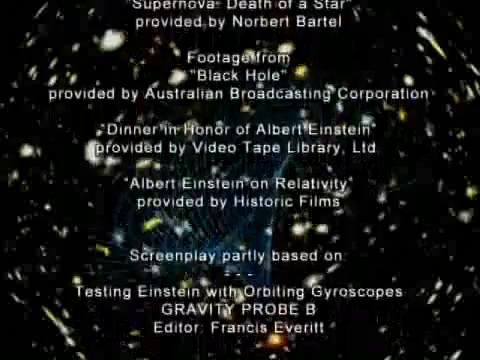 "Supernova- Death of a Star"
provided by Norbert Bartel
Footage from
"Black Hole"
provided by Australian Broadcasting Corporation
"Dinner in Honor of Albert Einstein"
provided by Video Tape Library, Ltd
"Albert Einstein on Relativity"
provided by Historic Films
Screenplay partly based on
- - -
Testing Einstein with Orbiting Gyroscopes
GRAVITY PROBE B
Editor: Francis Everitt